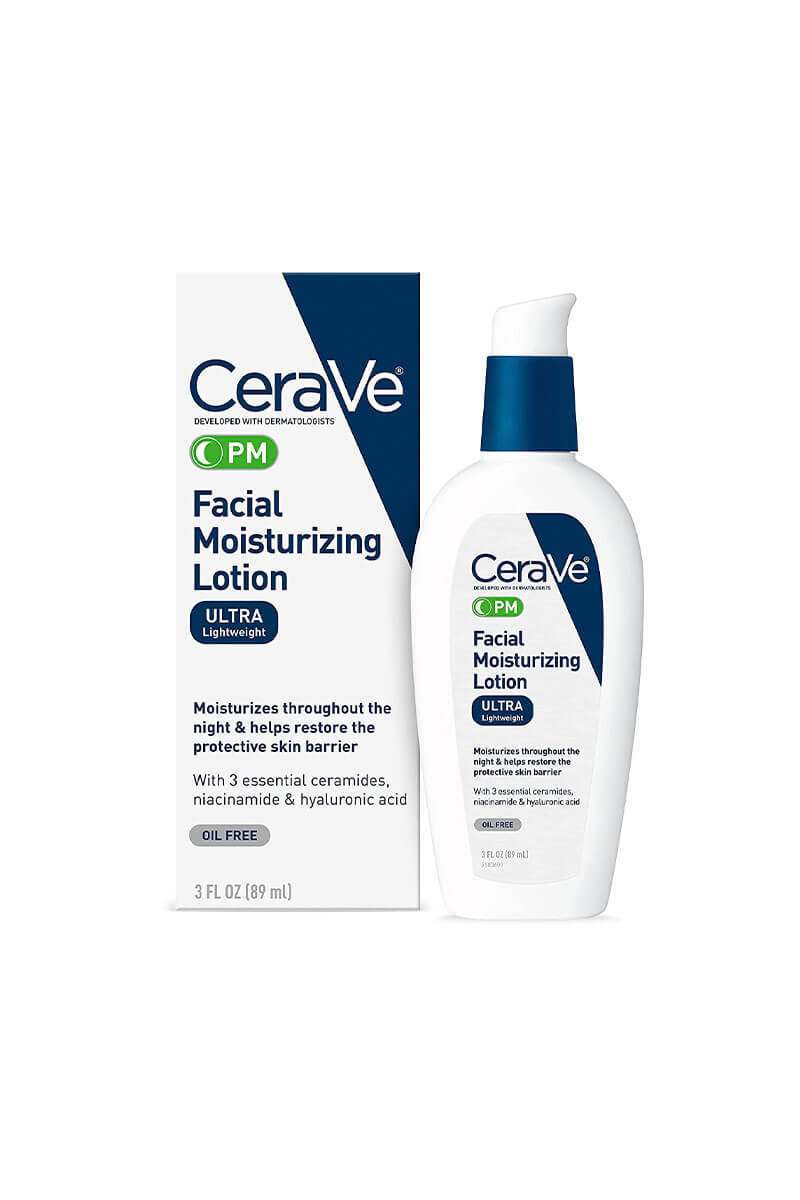 CeraVe®
DEVELOPED WITH DERMATOLOGISTS
PM
Facial
Moisturizing
Lotion
ULTRA
Lightweight
Moisturizes throughout the
night & helps restore the
protective skin barrier
With 3 essential ceramides,
niacinamide & hyaluronic acid
OIL FREE
3 FL OZ (89 ml)
CeraVe®
DEVELOPED WITH DERMATOLOGISTS
PM
Facial
Moisturizing
Lotion
ULTRA
Lightweight
Moisturizes throughout the
night & helps restore the
protective skin barrier
With 3 essential ceramides,
niacinamide & hyaluronic acid
OIL FREE
3 FL OZ (89 mL)